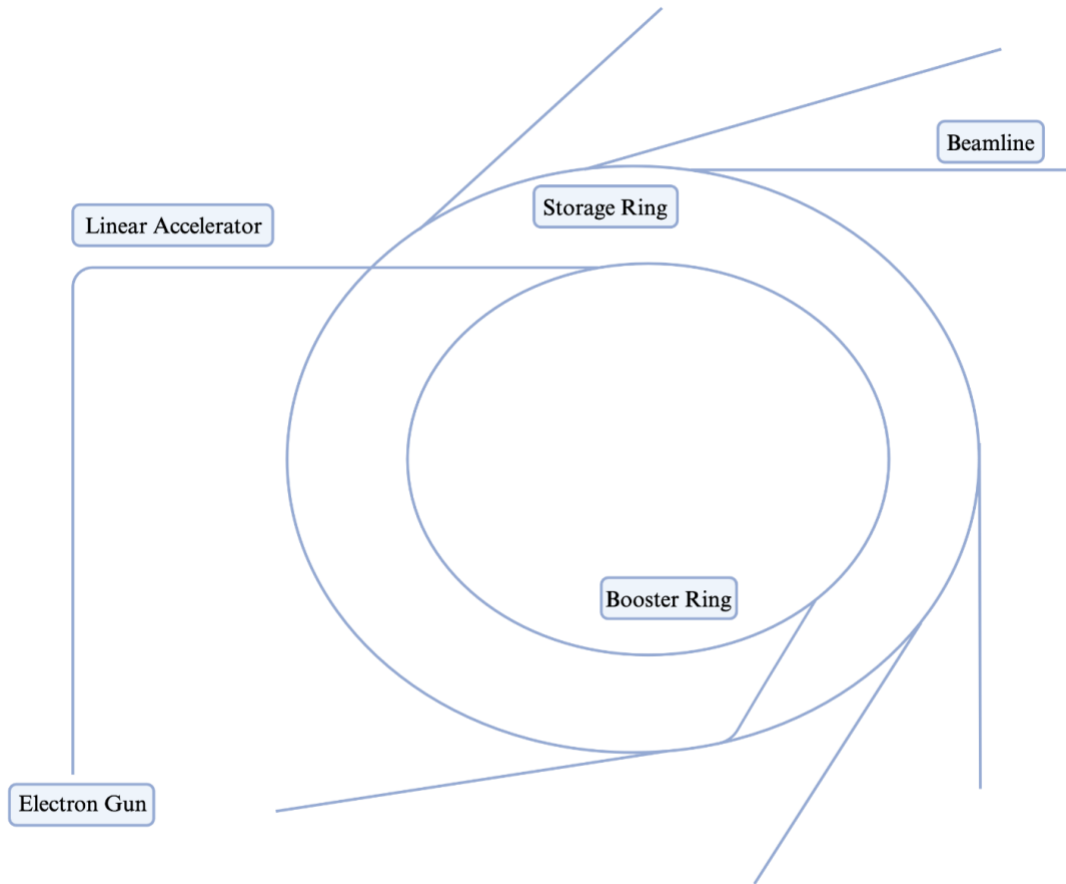 Beamline
Storage Ring
Linear Accelerator
Booster Ring
Electron Gun